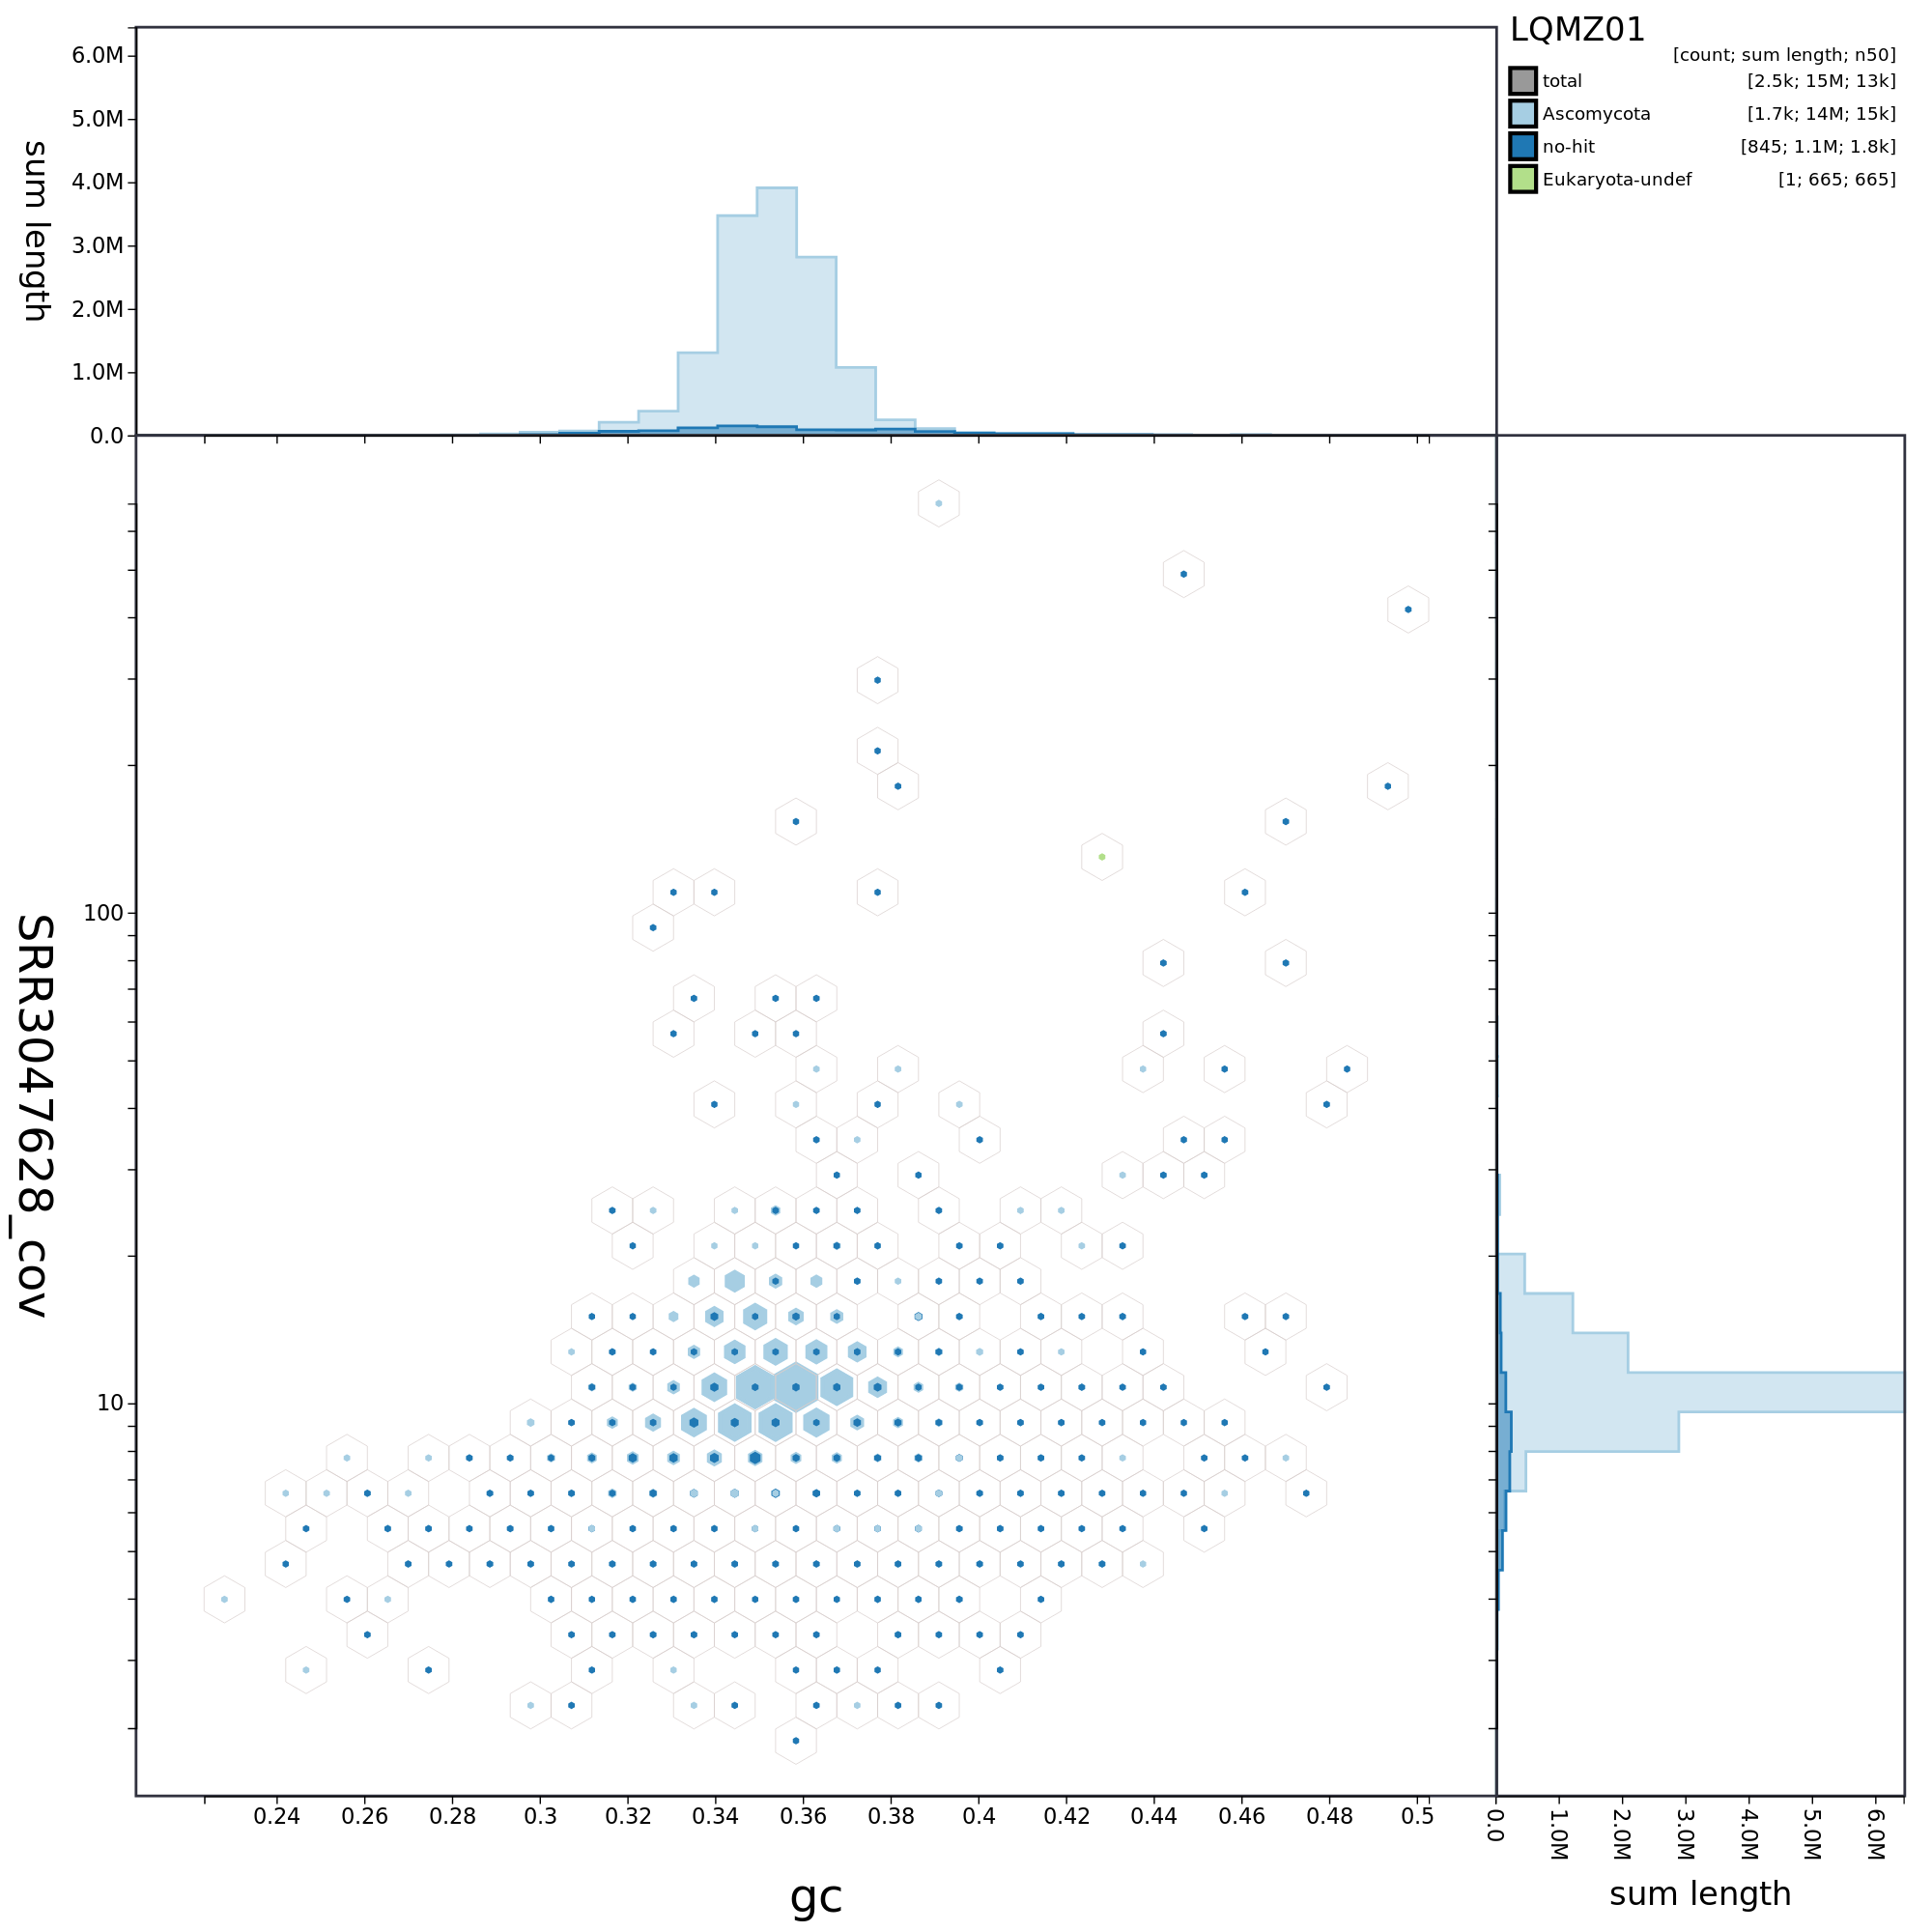 LQMZ01
[count; sum length; n50]
total [2.5k; 15M; 13k]
Ascomycota [1.7k; 14M; 15k]
no-hit [845; 1.1M; 1.8k]
Eukaryota-undef [1; 665; 665]
sum length
6.0M
5.0M
4.0M
3.0M
2.0M
1.0M
0.0
SRR3047628_cov
100
10
0.24 0.26 0.28 0.3 0.32 0.34 0.36 0.38 0.4 0.42 0.44 0.46 0.48 0.5
gc
0.0 1.0M 2.0M 3.0M 4.0M 5.0M 6.0M
sum length